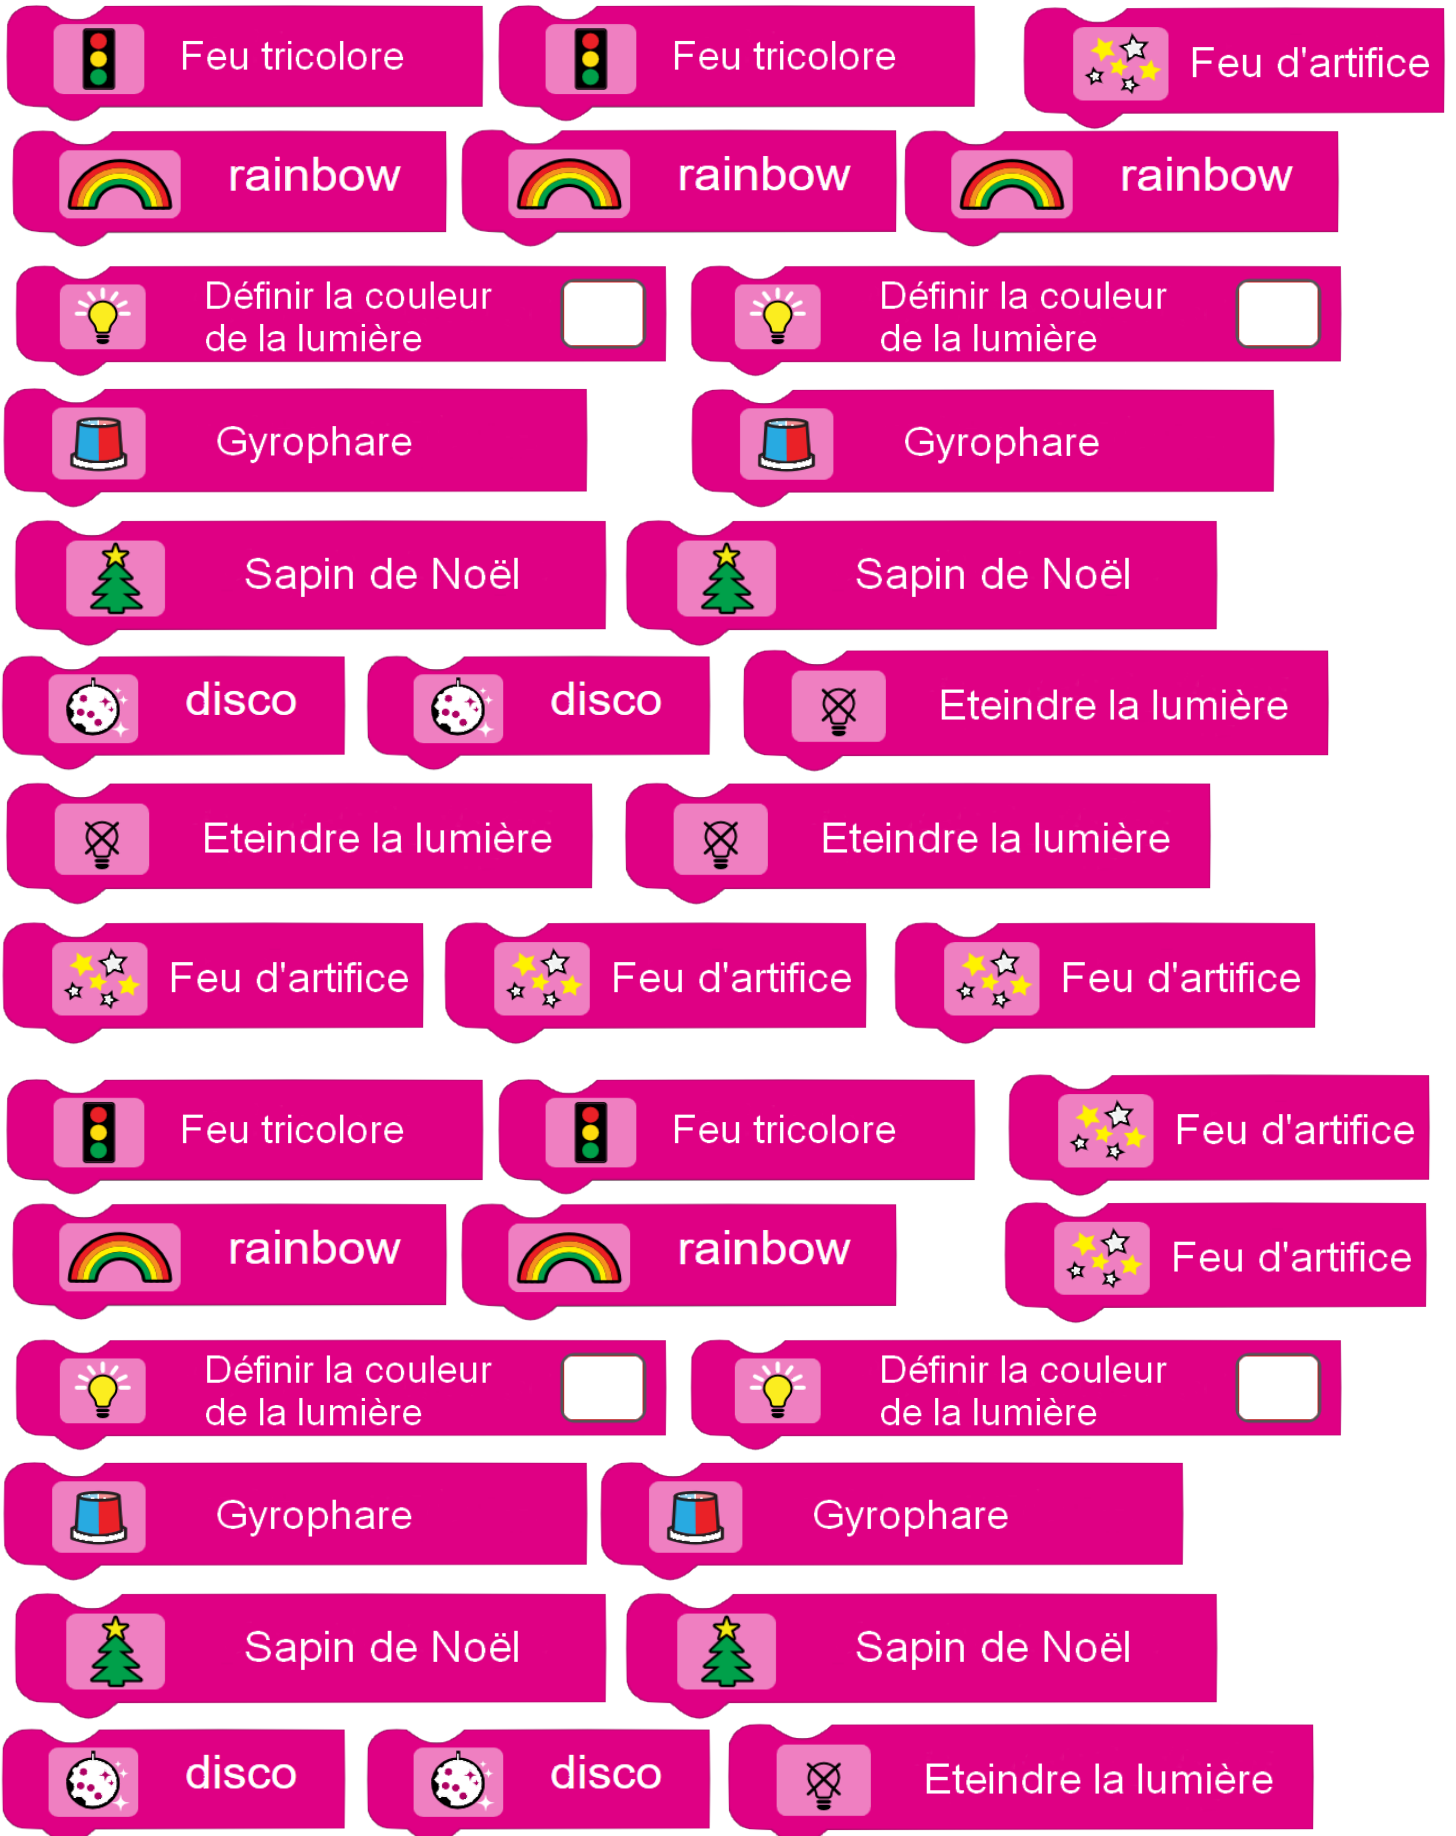 Feu tricolore
Feu tricolore
Feu d'artifice
rainbow
rainbow
rainbow
Définir la couleur
de la lumière
Définir la couleur
de la lumière
Gyrophare
Gyrophare
Sapin de Noël
Sapin de Noël
disco
disco
Eteindre la lumière
Eteindre la lumière
Eteindre la lumière
Feu d'artifice
Feu d'artifice
Feu d'artifice
Feu tricolore
Feu tricolore
Feu d'artifice
rainbow
rainbow
Feu d'artifice
Définir la couleur
de la lumière
Définir la couleur
de la lumière
Gyrophare
Gyrophare
Sapin de Noël
Sapin de Noël
disco
disco
Eteindre la lumière